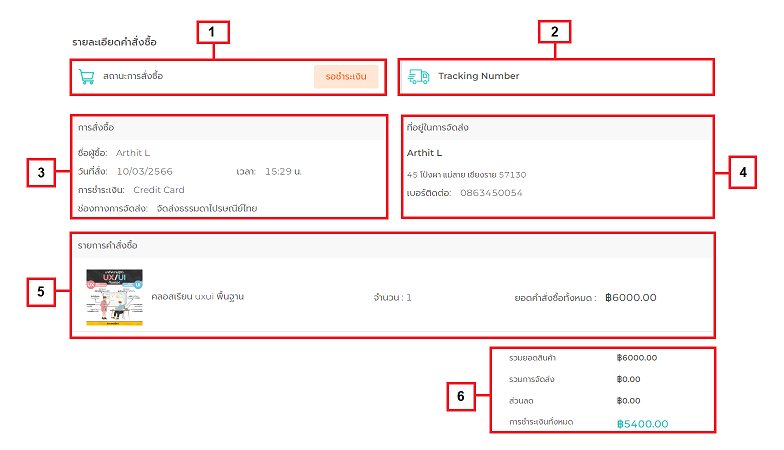 1
2
รายละเอียดคำสั่งซื้อ
สถานะการสั่งซื้อ รอชำระเงิน
Tracking Number
3
การสั่งซื้อ
ชื่อผู้ซื้อ: Arthit L
วันที่สั่ง: 10/03/2566 เวลา: 15:29 น.
การชำระเงิน: Credit Card
ช่องทางการจัดส่ง: จัดส่งธรรมดาไปรษณีย์ไทย
4
ที่อยู่ในการจัดส่ง
Arthit L
45 โป่งผา แม่สาย เชียงราย 57130
เบอร์ติดต่อ: 0863450054
5
รายการคำสั่งซื้อ
UX/UI
คลอสเรียน uxui พื้นฐาน จำนวน : 1 ยอดคำสั่งซื้อทั้งหมด : ฿6000.00
6
รวมยอดสินค้า ฿6000.00
รวมการจัดส่ง ฿0.00
ส่วนลด ฿0.00
การชำระเงินทั้งหมด ฿5400.00